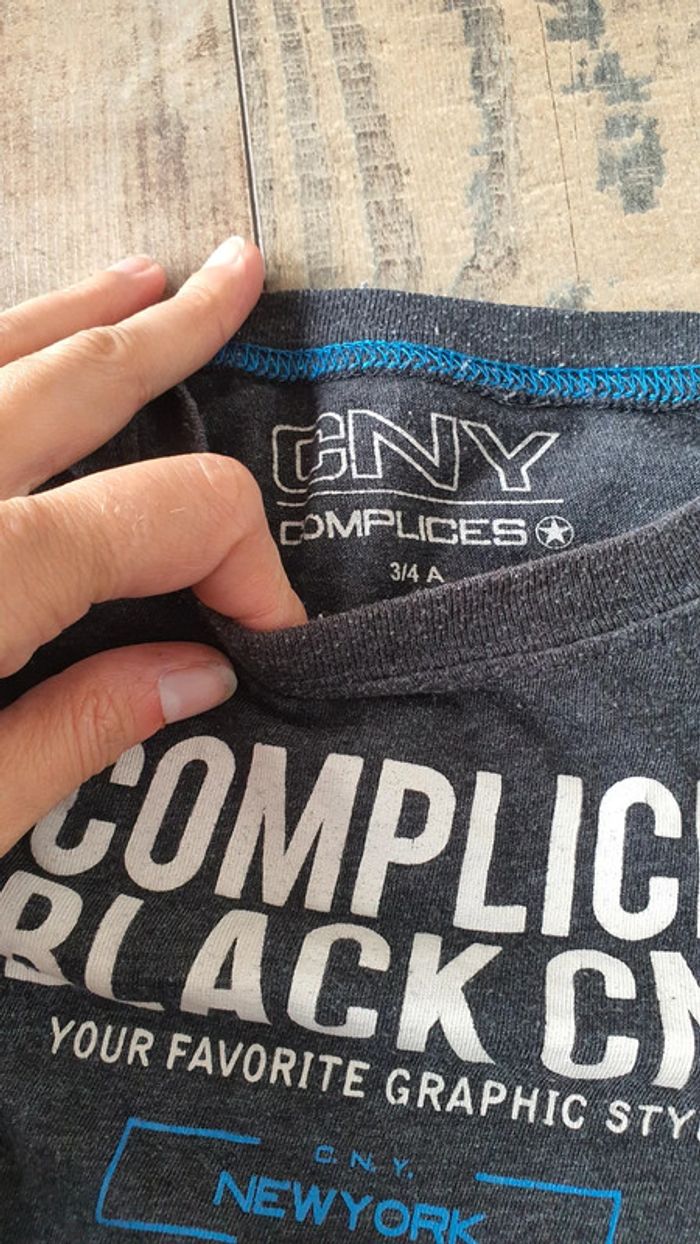 CNY
COMPLICES
3/4 A
COMPLIC
BLACK CN
YOUR FAVORITE GRAPHIC STY
C.N.Y.
NEWYORK